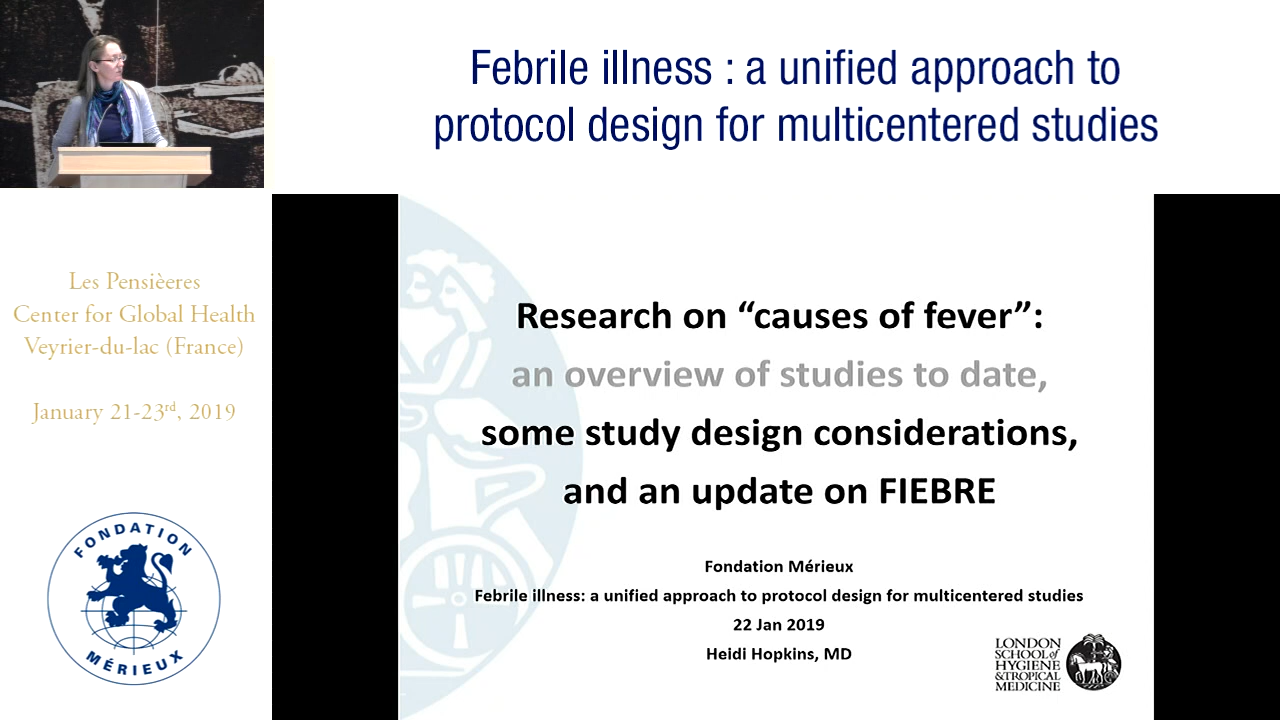 Febrile illness : a unified approach to
protocol design for multicentered studies
Les Pensièeres
Center for Global Health
Veyrier-du-lac (France)
January 21-23rd, 2019
FONDATION
MÉRIEUX
Research on “causes of fever”:
an overview of studies to date,
some study design considerations,
and an update on FIEBRE
Fondation Mérieux
Febrile illness: a unified approach to protocol design for multicentered studies
22 Jan 2019
Heidi Hopkins, MD
LONDON
SCHOOL of
HYGIENE
&TROPICAL
MEDICINE